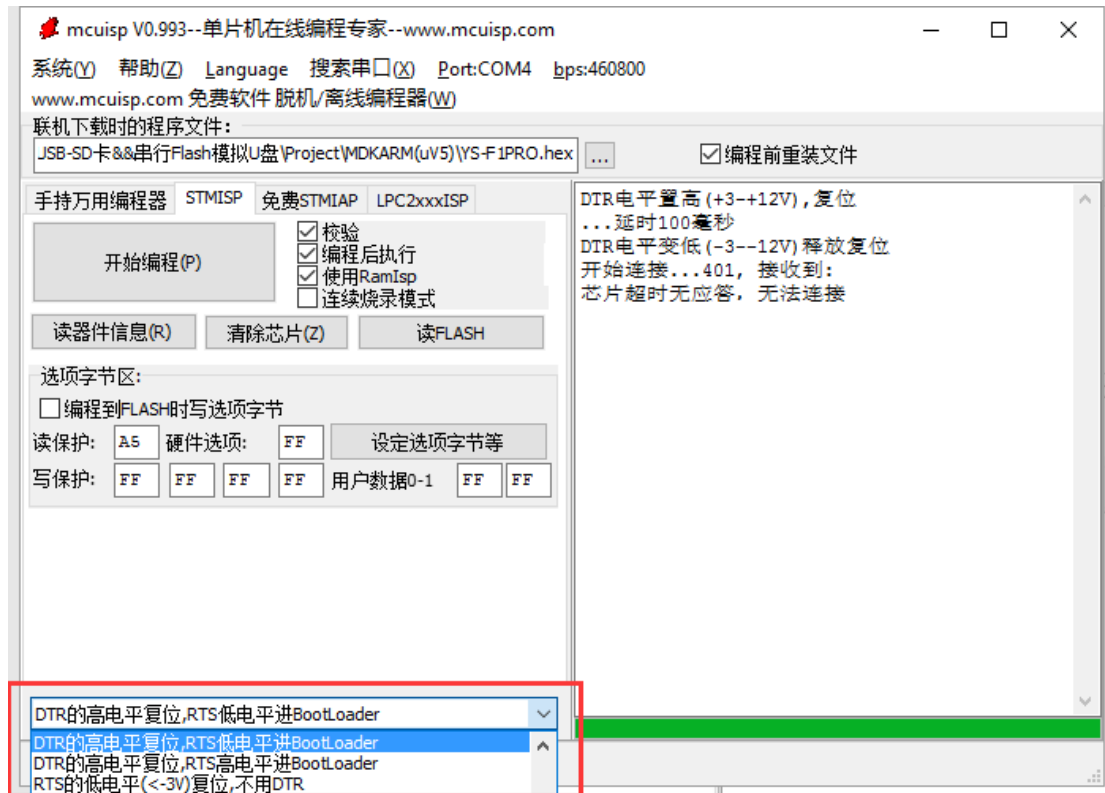 mcuisp V0.993--单片机在线编程专家--www.mcuisp.com
系统(Y) 帮助(Z) Language 搜索串口(X) Port:COM4 bps:460800
www.mcuisp.com 免费软件 脱机/离线编程器(W)
联机下载时的程序文件:
JSB-SD卡&&串行Flash模拟U盘\Project\MDKARM(uV5)\YS-F1PRO.hex ... 编程前重装文件
手持万用编程器 STMISP 免费STMIAP LPC2xxxISP
开始编程(P)
校验
编程后执行
使用RamIsp
连续烧录模式
读器件信息(R) 清除芯片(Z) 读FLASH
选项字节区:
编程到FLASH时写选项字节
读保护: A5 硬件选项: FF 设定选项字节等
写保护: FF FF FF FF 用户数据0-1 FF FF
DTR的高电平复位,RTS低电平进BootLoader
DTR的高电平复位,RTS低电平进BootLoader
DTR的高电平复位,RTS高电平进BootLoader
RTS的低电平(<-3V)复位,不用DTR
DTR电平置高(+3-+12V),复位
...延时100毫秒
DTR电平变低(-3--12V)释放复位
开始连接...401, 接收到:
芯片超时无应答, 无法连接